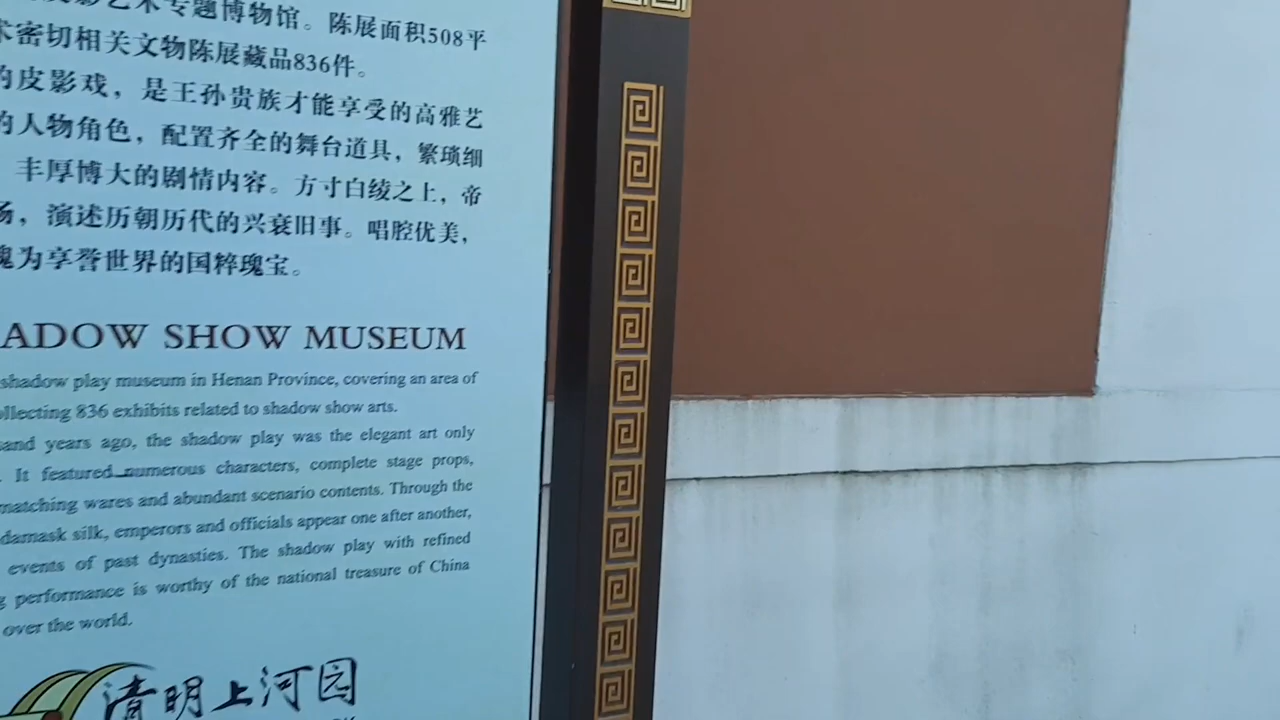 艺术专题博物馆。陈展面积508平
术密切相关文物陈展藏品836件。
的皮影戏，是王孙贵族才能享受的高雅艺
的人物角色，配置齐全的舞台道具，繁琐细
丰厚博大的剧情内容。方寸白绫之上，帝
场，演述历朝历代的兴衰旧事。唱腔优美，
瑰为享誉世界的国粹瑰宝。
ADOW SHOW MUSEUM
shadow play museum in Henan Province, covering an area of
ollecting 836 exhibits related to shadow show arts.
sand years ago, the shadow play was the elegant art only
. It featured numerous characters, complete stage props,
matching wares and abundant scenario contents. Through the
damask silk, emperors and officials appear one after another,
events of past dynasties. The shadow play with refined
g performance is worthy of the national treasure of China
over the world.
清明上河园